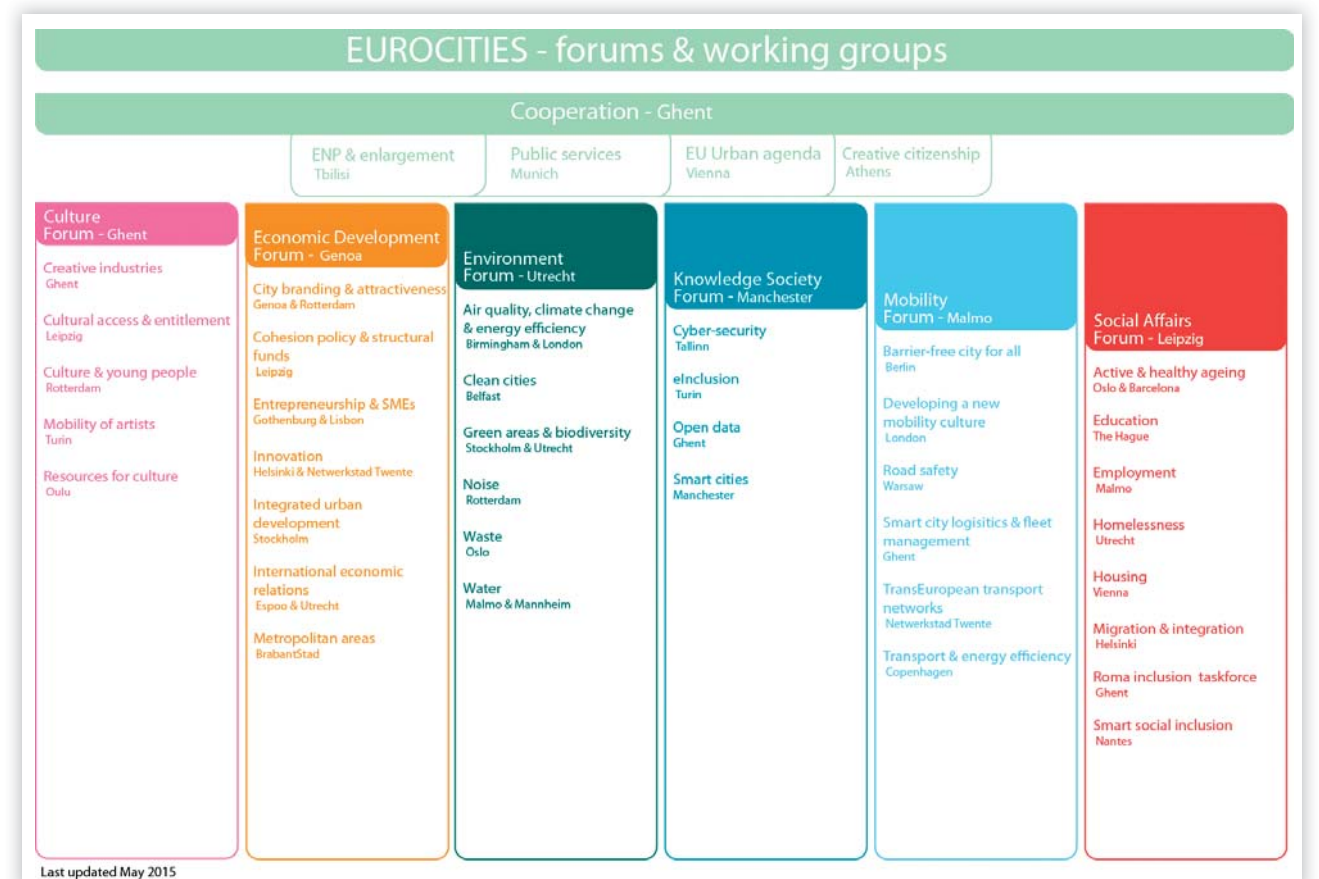 EUROCITIES - forums & working groups
Cooperation - Ghent
ENP & enlargement
Tbilisi
Public services
Munich
EU Urban agenda
Vienna
Creative citizenship
Athens
Culture
Forum - Ghent
Creative industries
Ghent
Cultural access & entitlement
Leipzig
Culture & young people
Rotterdam
Mobility of artists
Turin
Resources for culture
Oulu
Economic Development
Forum - Genoa
City branding & attractiveness
Genoa & Rotterdam
Cohesion policy & structural
funds
Leipzig
Entrepreneurship & SMEs
Gothenburg & Lisbon
Innovation
Helsinki & Netwerkstad Twente
Integrated urban
development
Stockholm
International economic
relations
Espoo & Utrecht
Metropolitan areas
BrabantStad
Environment
Forum - Utrecht
Air quality, climate change
& energy efficiency
Birmingham & London
Clean cities
Belfast
Green areas & biodiversity
Stockholm & Utrecht
Noise
Rotterdam
Waste
Oslo
Water
Malmo & Mannheim
Knowledge Society
Forum - Manchester
Cyber-security
Tallinn
eInclusion
Turin
Open data
Ghent
Smart cities
Manchester
Mobility
Forum - Malmo
Barrier-free city for all
Berlin
Developing a new
mobility culture
London
Road safety
Warsaw
Smart city logisitics & fleet
management
Ghent
TransEuropean transport
networks
Netwerkstad Twente
Transport & energy efficiency
Copenhagen
Social Affairs
Forum - Leipzig
Active & healthy ageing
Oslo & Barcelona
Education
The Hague
Employment
Malmo
Homelessness
Utrecht
Housing
Vienna
Migration & integration
Helsinki
Roma inclusion taskforce
Ghent
Smart social inclusion
Nantes
Last updated May 2015